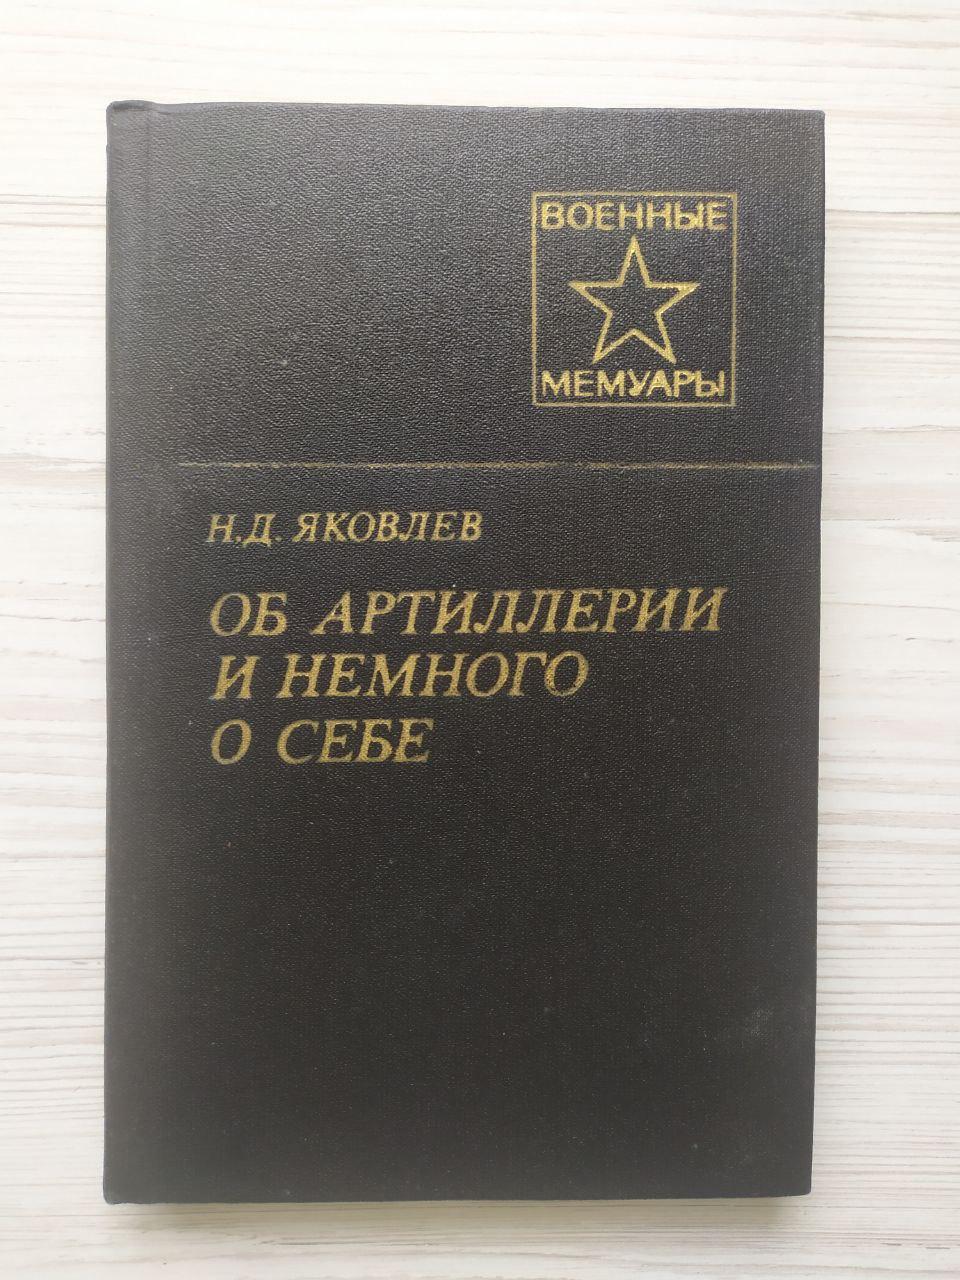 ВОЕННЫЕ
МЕМУАРЫ
Н.Д. ЯКОВЛЕВ
ОБ АРТИЛЛЕРИИ
И НЕМНОГО
О СЕБЕ